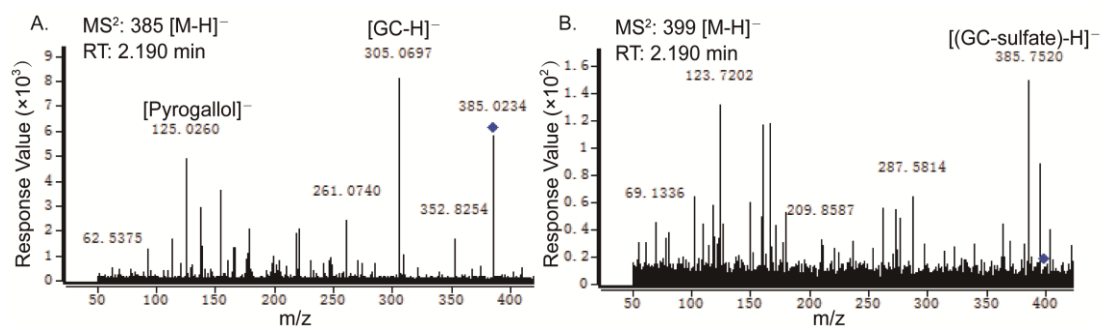 A.
MS²: 385 [M-H]⁻
RT: 2.190 min
[GC-H]⁻
305.0697
[Pyrogallol]⁻
125.0260
385.0234
62.5375
261.0740
352.8254
Response Value (×10³)
9
8
7
6
5
4
3
2
1
0
50 100 150 200 250 300 350 400
m/z
B.
MS²: 399 [M-H]⁻
RT: 2.190 min
[(GC-sulfate)-H]⁻
385.7520
123.7202
69.1336
209.8587
287.5814
Response Value (×10²)
1.6
1.4
1.2
1
0.8
0.6
0.4
0.2
0
50 100 150 200 250 300 350 400
m/z